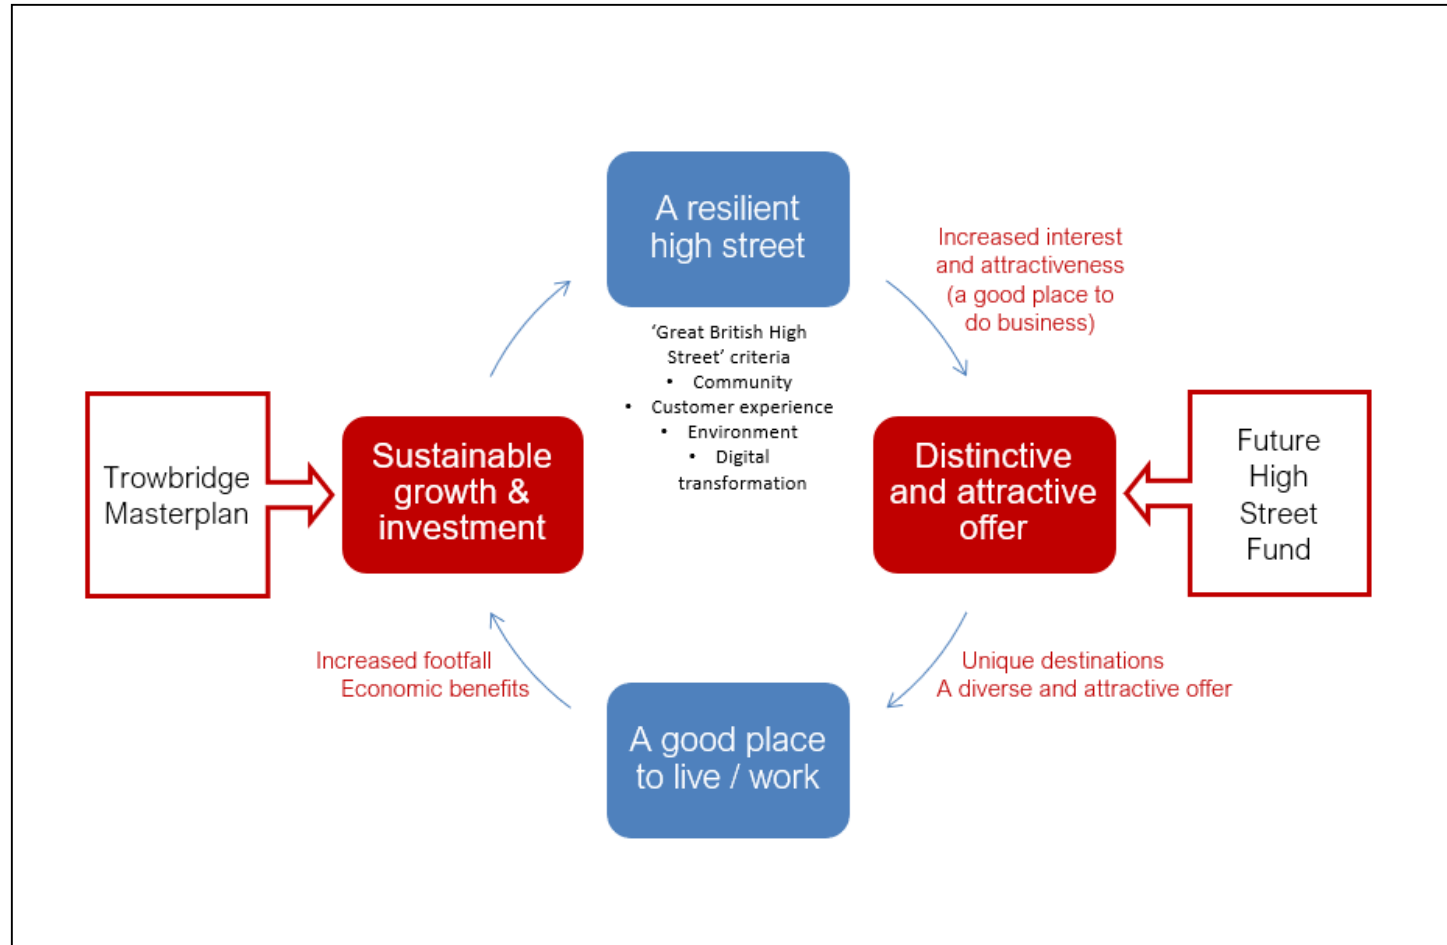 A resilient
high street
Increased interest
and attractiveness
(a good place to
do business)
‘Great British High
Street’ criteria
• Community
• Customer experience
• Environment
• Digital
transformation
Trowbridge
Masterplan
Sustainable
growth &
investment
Distinctive
and attractive
offer
Future
High
Street
Fund
Increased footfall
Economic benefits
Unique destinations
A diverse and attractive offer
A good place
to live / work